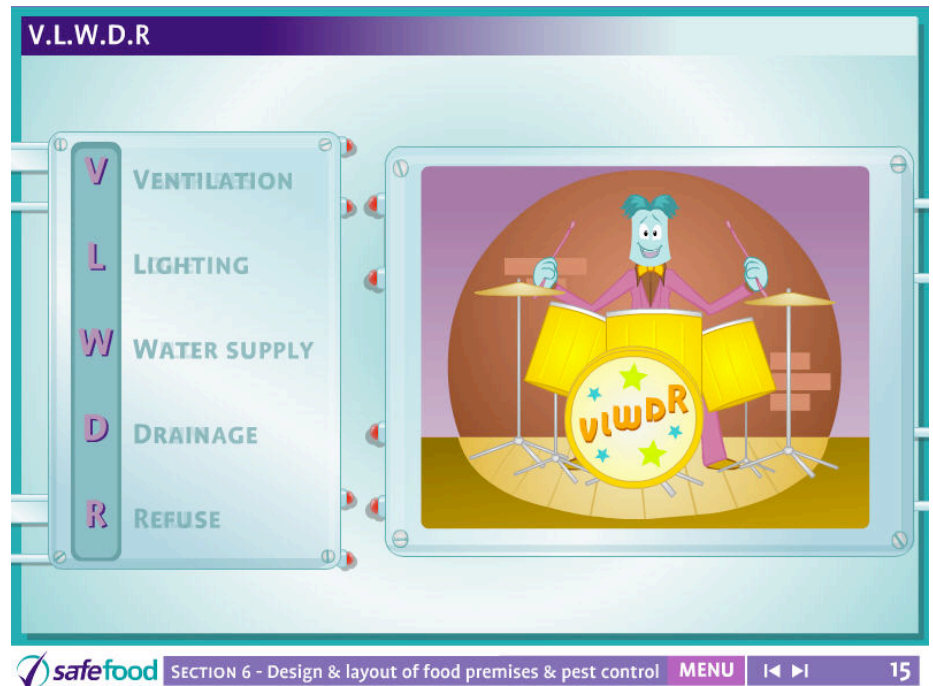 V.L.W.D.R
V VENTILATION
L LIGHTING
W WATER SUPPLY
D DRAINAGE
R REFUSE
VLWDR
safefood SECTION 6 - Design & layout of food premises & pest control MENU 15